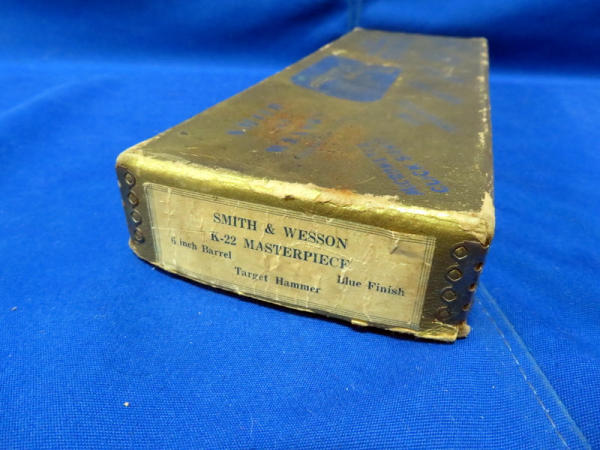 SMITH & WESSON
K-22 MASTERPIECE
6 inch Barrel Blue Finish
Target Hammer